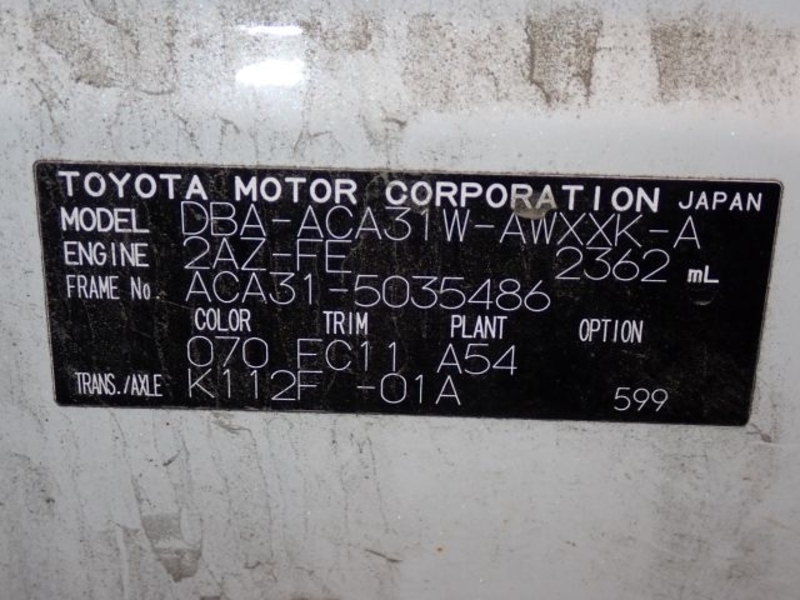 TOYOTA MOTOR CORPORATION JAPAN
MODEL DBA-ACA31W-AWXXK-A
ENGINE 2AZ-FE 2362 mL
FRAME No. ACA31-5035486
COLOR TRIM PLANT OPTION
070 FC11 A54
TRANS./AXLE K112F -01A 599